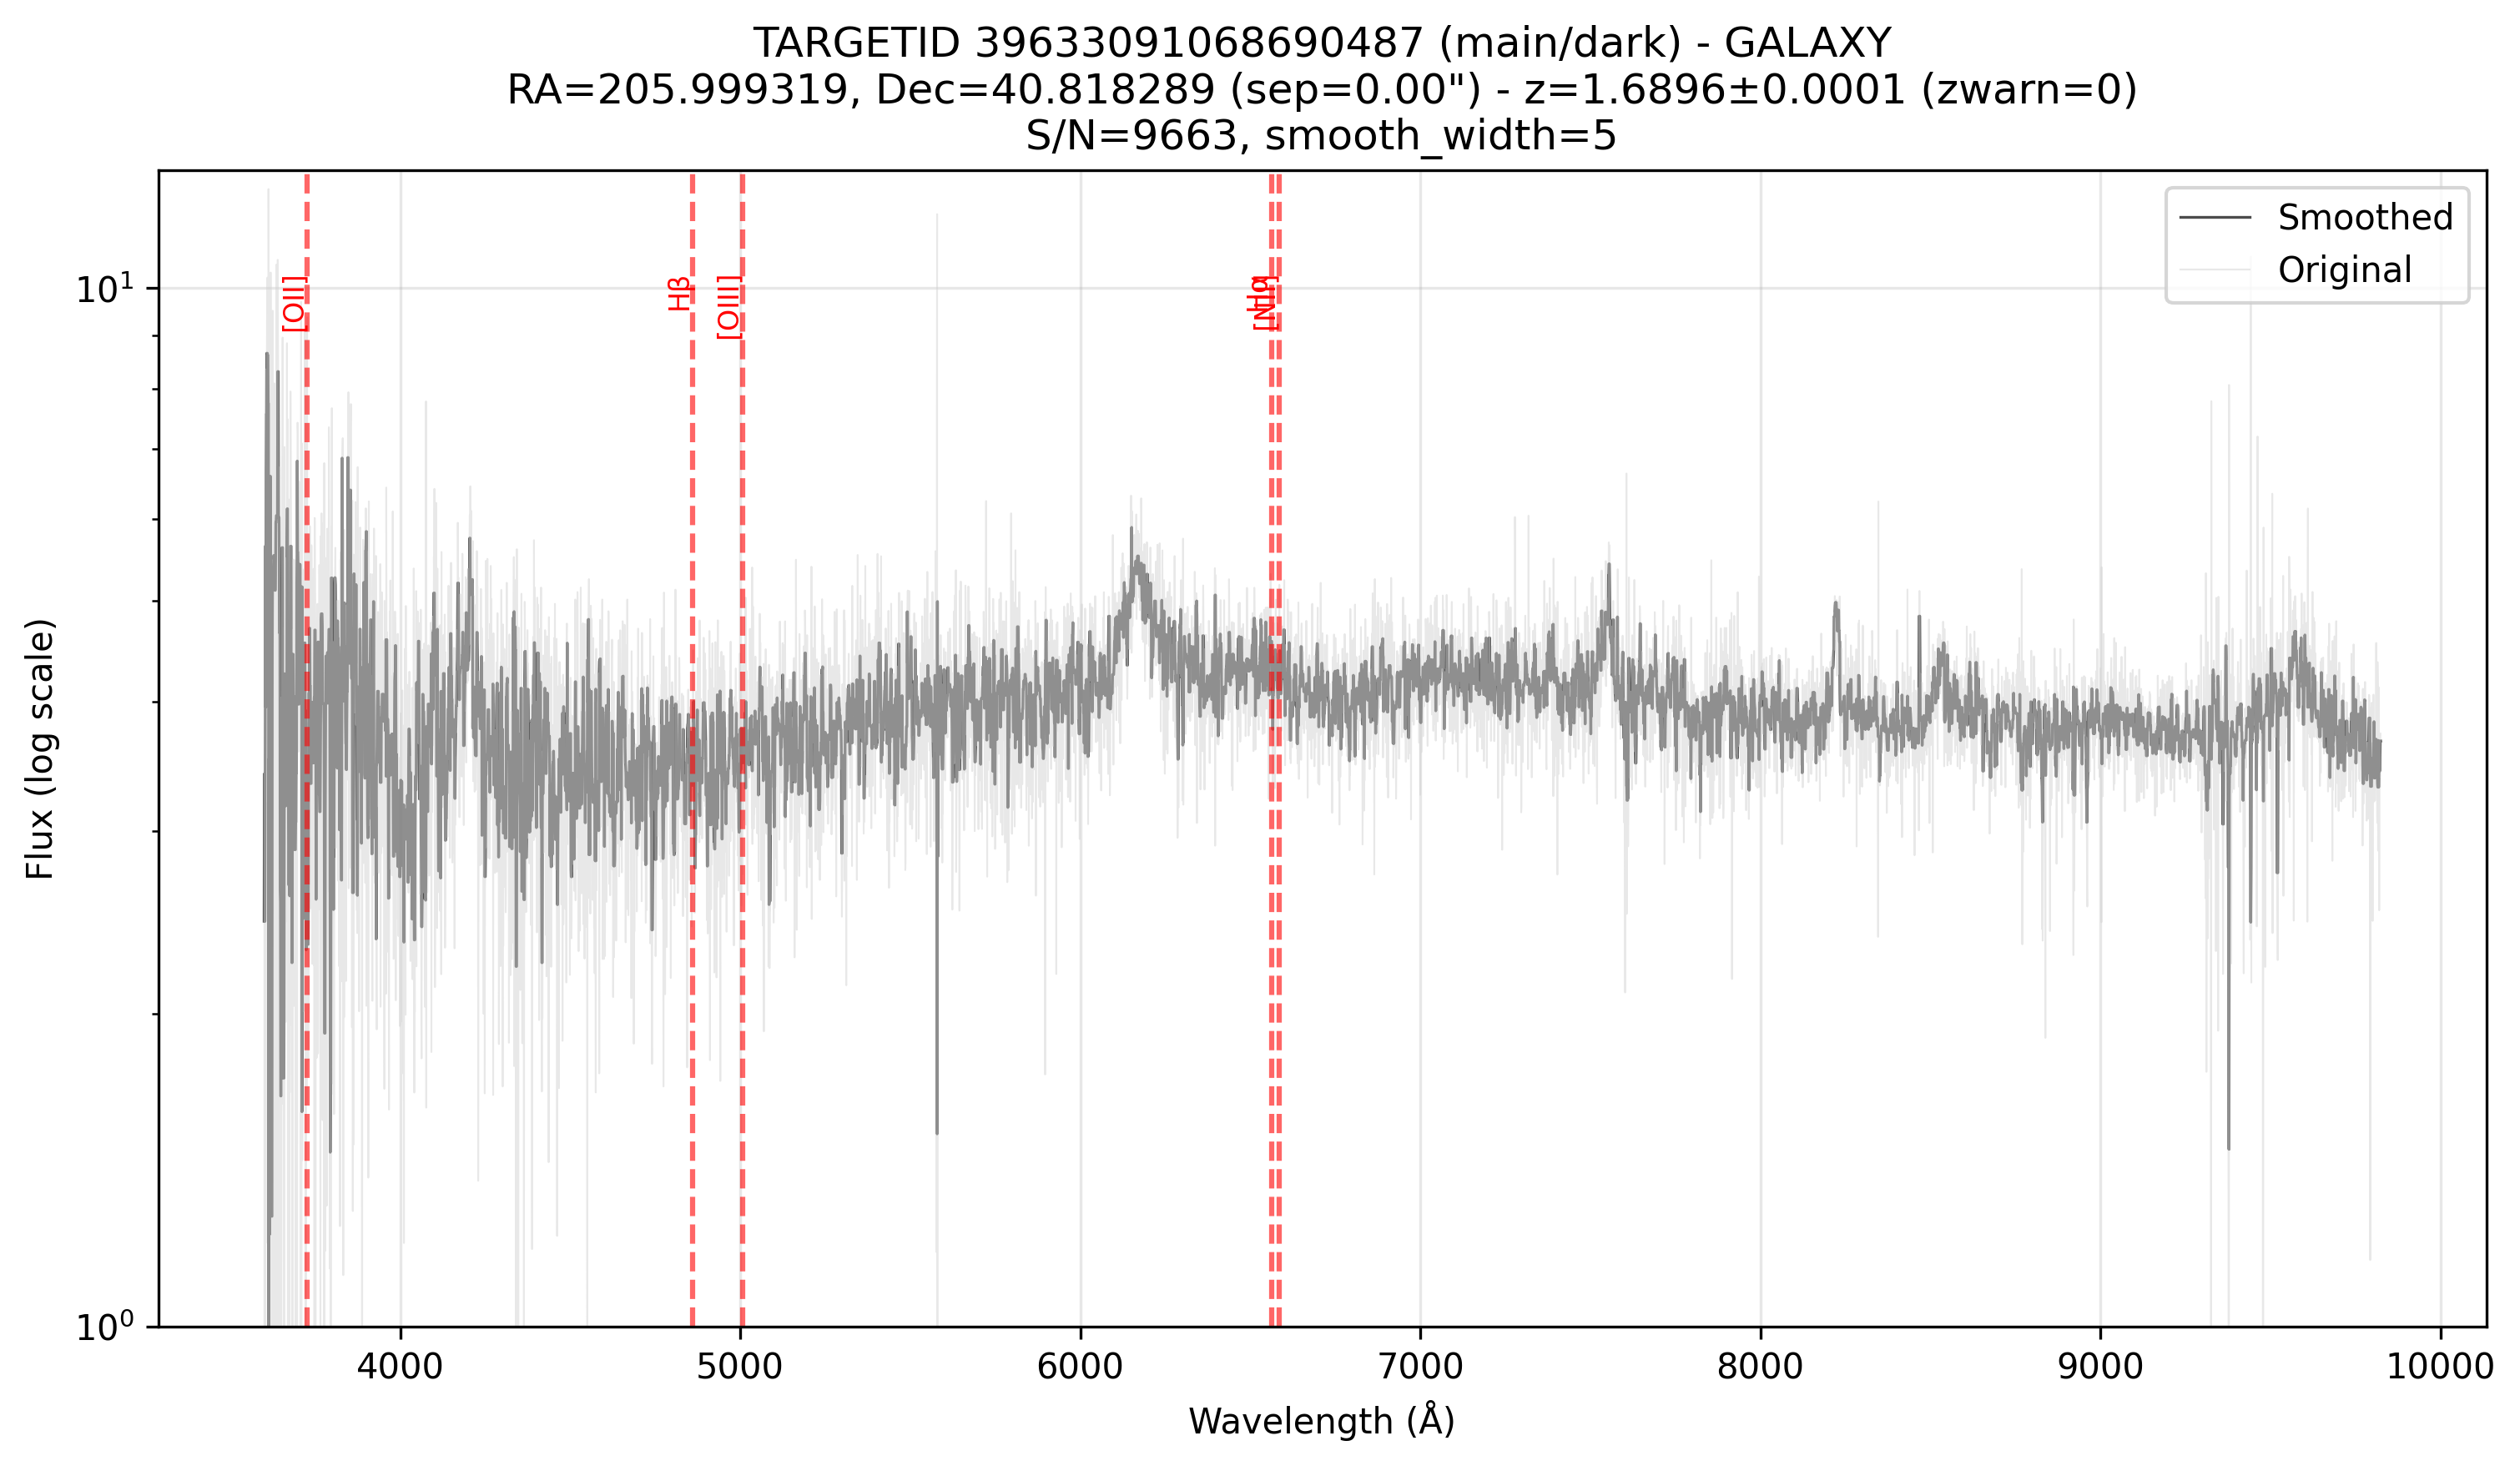 TARGETID 39633091068690487 (main/dark) - GALAXY
RA=205.999319, Dec=40.818289 (sep=0.00") - z=1.6896±0.0001 (zwarn=0)
S/N=9663, smooth_width=5
Smoothed
Original
[OII]
Hβ
[OIII]
Hα
[NII]
10¹
10⁰
Flux (log scale)
4000
5000
6000
7000
8000
9000
10000
Wavelength (Å)